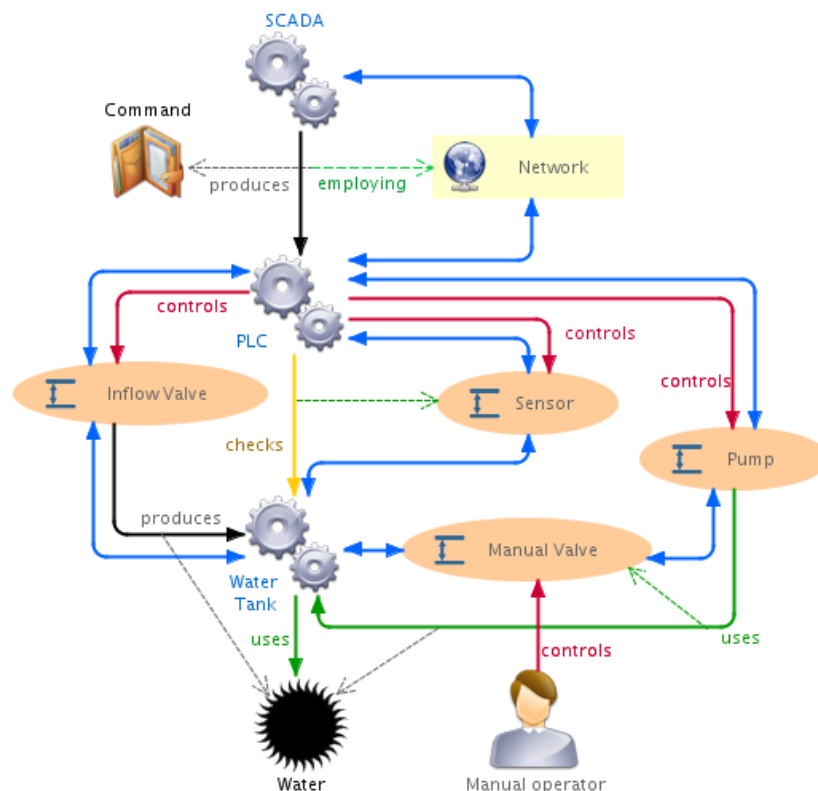 SCADA
Command
Network
produces
employing
controls
PLC
controls
controls
Inflow Valve
Sensor
checks
Pump
produces
Manual Valve
Water
Tank
uses
uses
controls
Water
Manual operator